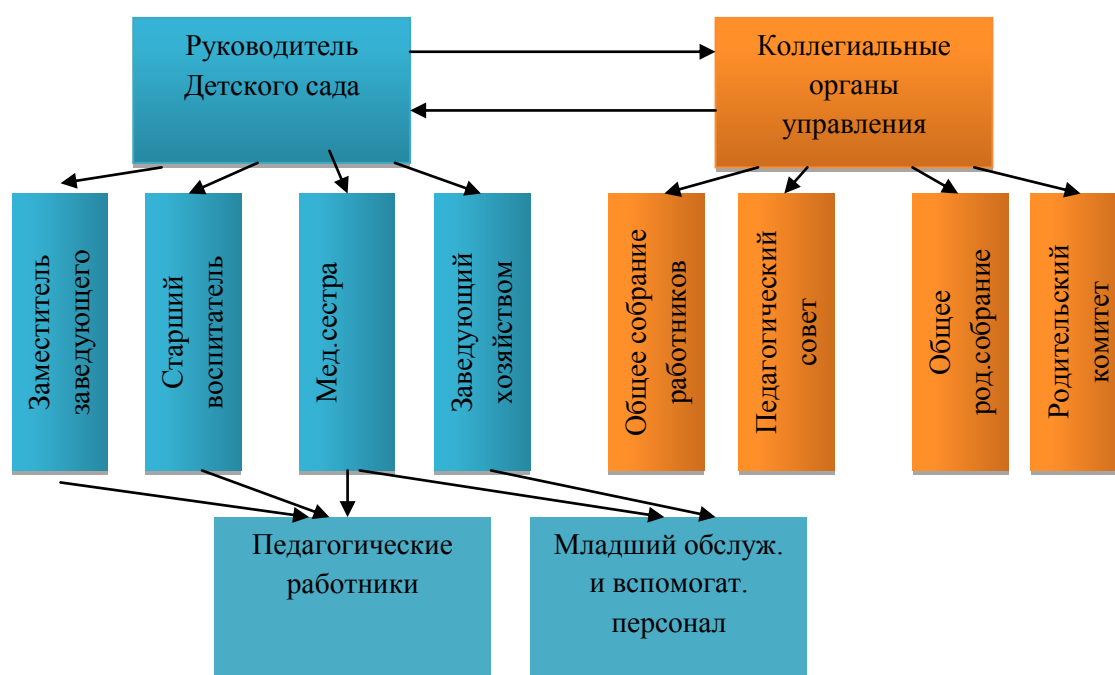 Руководитель
Детского сада
Коллегиальные
органы
управления
Заместитель
заведующего
Старший
воспитатель
Мед.сестра
Заведующий
хозяйством
Общее собрание
работников
Педагогический
совет
Общее
род.собрание
Родительский
комитет
Педагогические
работники
Младший обслуж.
и вспомогат.
персонал